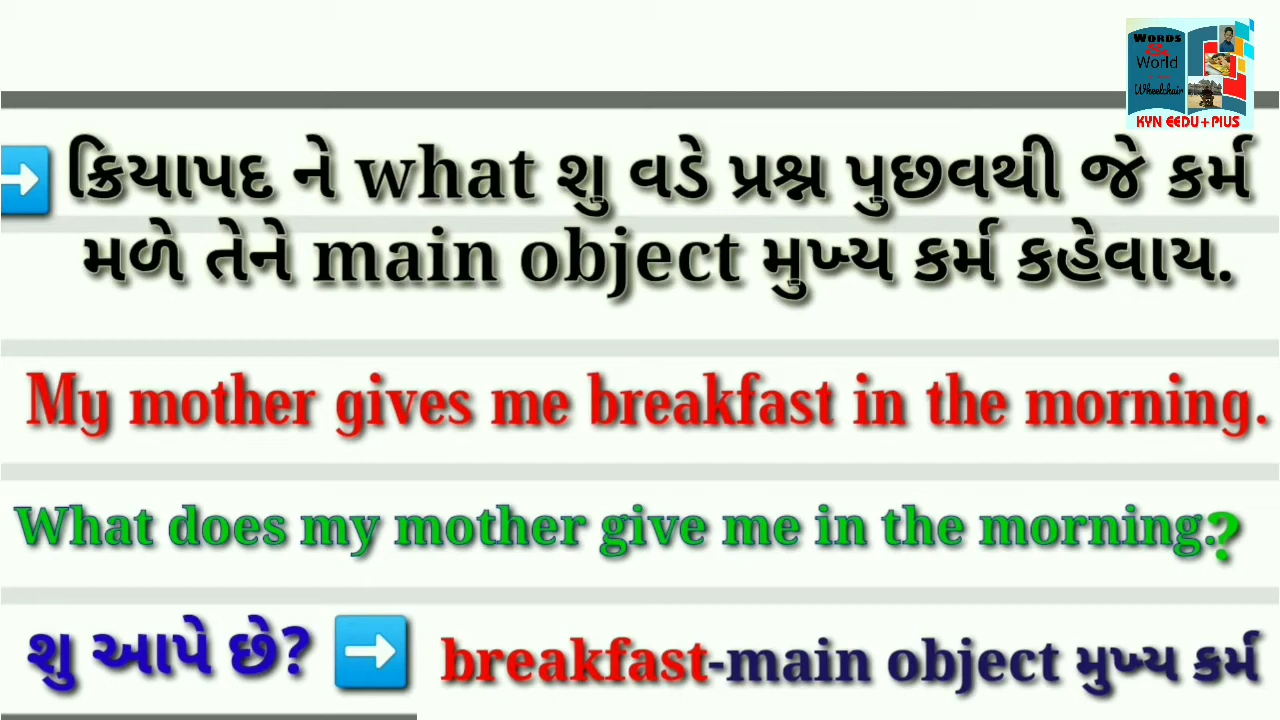 Words
World
Wheelchair
KYN EEDU+PlUS
ક્રિયાપદ ને what શુ વડે પ્રશ્ન પુછવથી જે કર્મ
મળે તેને main object મુખ્ય કર્મ કહેવાય.
My mother gives me breakfast in the morning.
What does my mother give me in the morning.?
શુ આપે છે? ➡ breakfast-main object મુખ્ય કર્મ